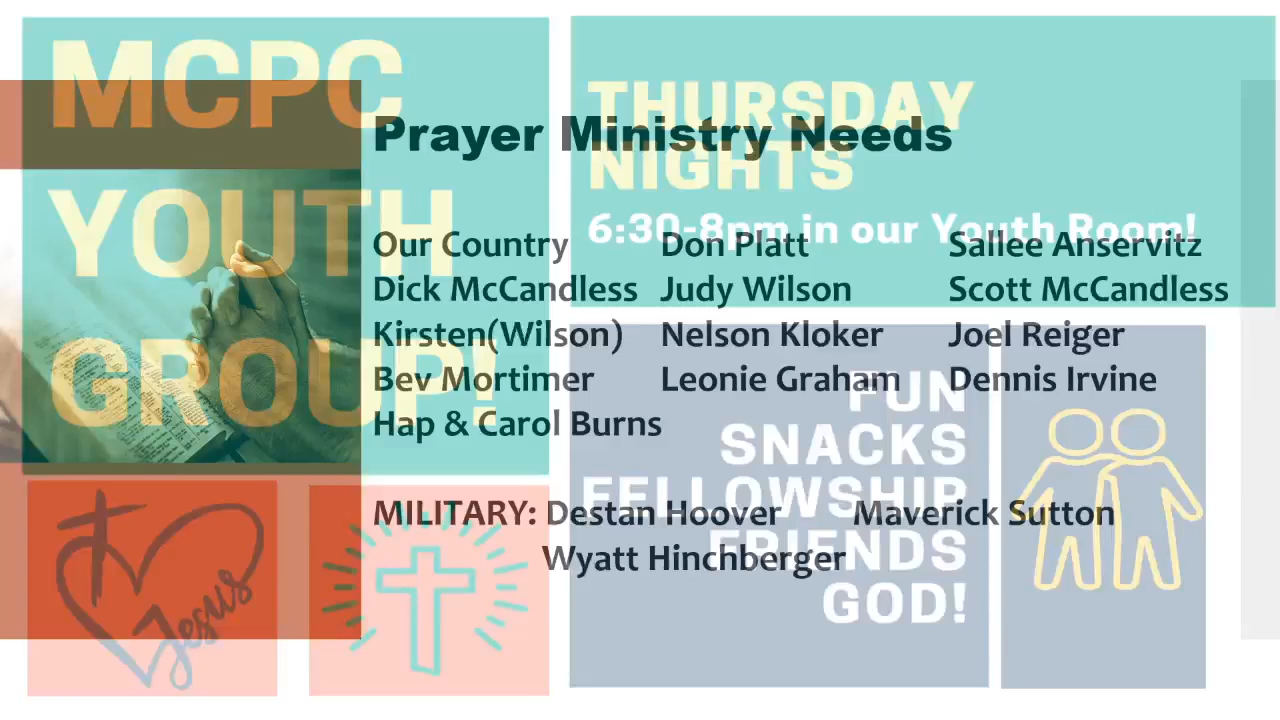 MCPC
YOUTH
GROUP!
THURSDAY
NIGHTS
6:30-8pm in our Youth Room!
Prayer Ministry Needs
Our Country Don Platt Sallee Anservitz
Dick McCandless Judy Wilson Scott McCandless
Kirsten(Wilson) Nelson Kloker Joel Reiger
Bev Mortimer Leonie Graham Dennis Irvine
Hap & Carol Burns
MILITARY: Destan Hoover Maverick Sutton
Wyatt Hinchberger
FUN
SNACKS
FELLOWSHIP
FRIENDS
GOD!
Jesus